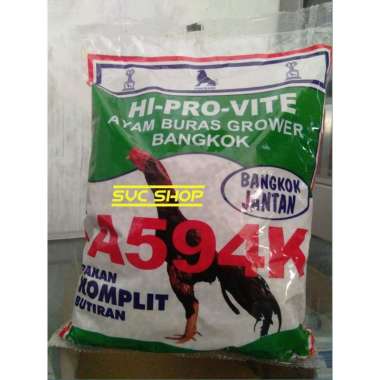 HI-PRO-VITE
AYAM BURAS GROWER
BANGKOK
BANGKOK
JANTAN
SVC SHOP
A594K
PAKAN
KOMPLIT
BUTIRAN